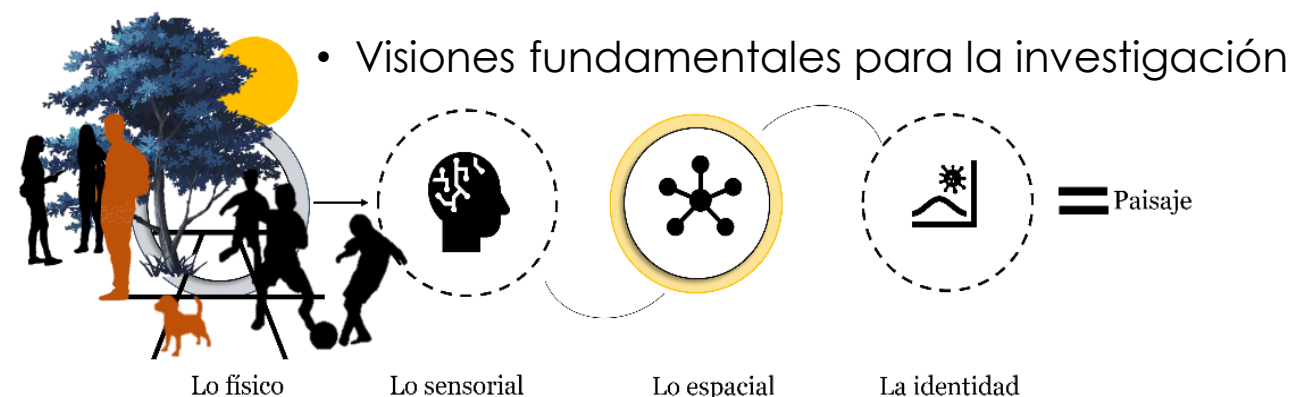 • Visiones fundamentales para la investigación
Paisaje
Lo físico
Lo sensorial
Lo espacial
La identidad